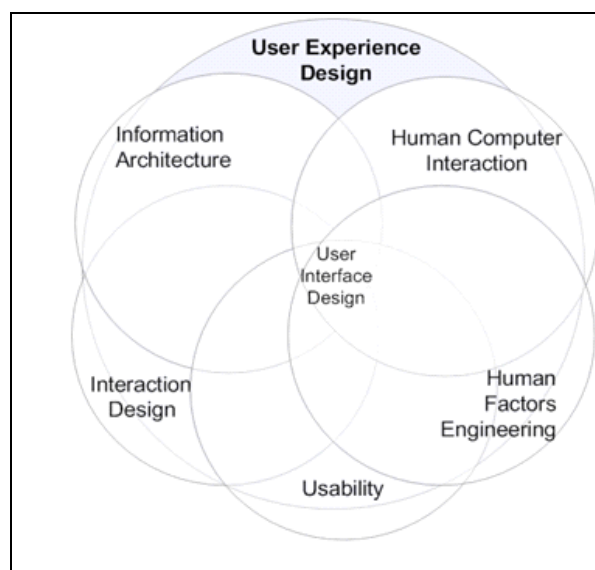 User Experience
Design
Information
Architecture
Human Computer
Interaction
User
Interface
Design
Interaction
Design
Human
Factors
Engineering
Usability